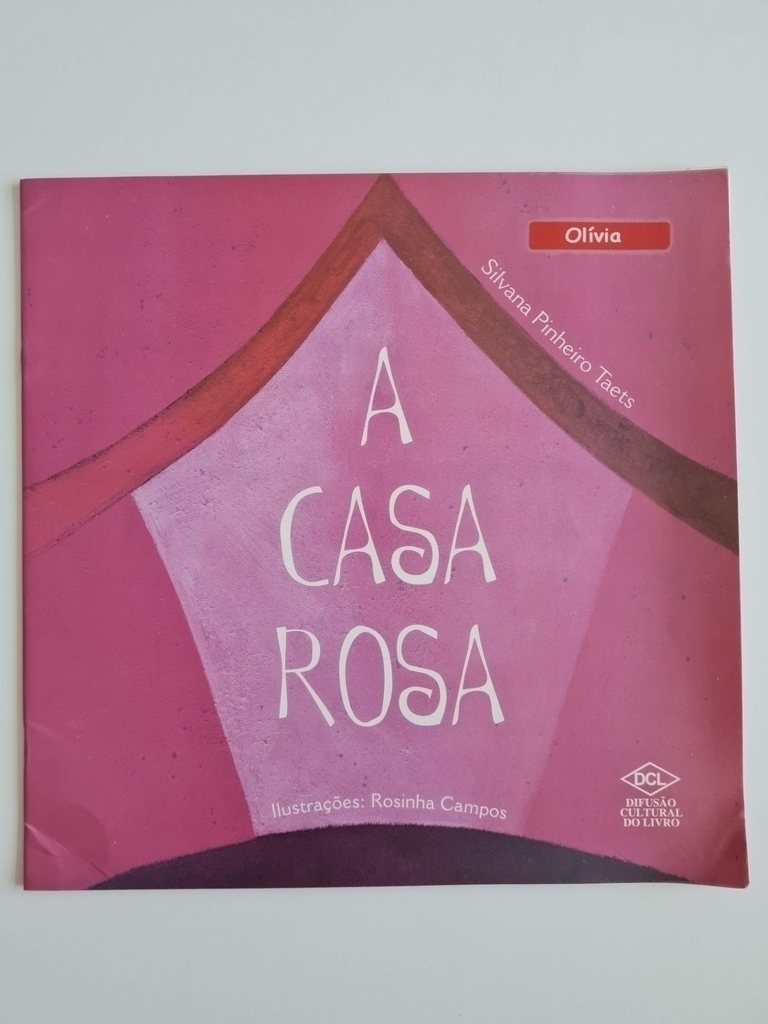 Olívia
Silvana Pinheiro Taets
A
CASA
ROSA
Ilustrações: Rosinha Campos
DCL
DIFUSÃO
CULTURAL
DO LIVRO